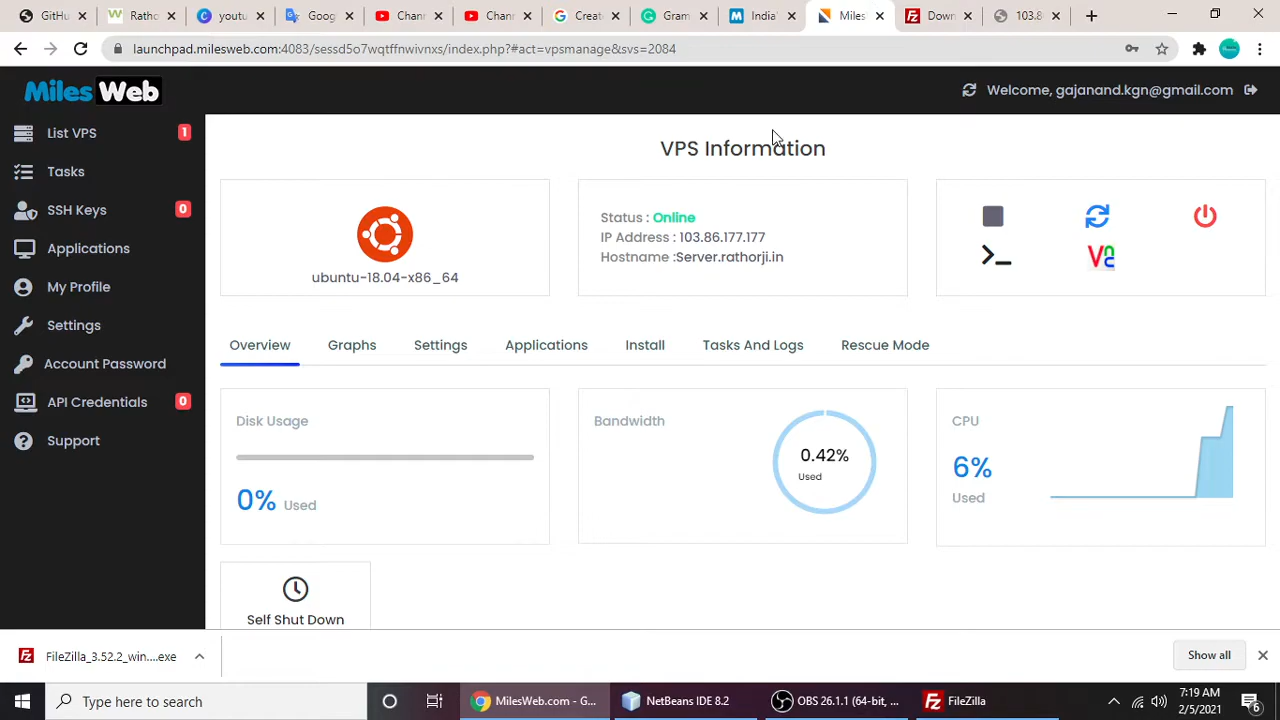 GitHu
Ratho
youtu
Goog
Chanr
Chanr
Create
Gram
India'
Miles
Down
103.8
launchpad.milesweb.com:4083/sessd5o7wqtffnwivnxs/index.php?#act=vpsmanage&svs=2084
Miles Web
Welcome, gajanand.kgn@gmail.com
List VPS 1
Tasks
SSH Keys 0
Applications
My Profile
Settings
Account Password
API Credentials 0
Support
VPS Information
ubuntu-18.04-x86_64
Status : Online
IP Address : 103.86.177.177
Hostname :Server.rathorji.in
Overview Graphs Settings Applications Install Tasks And Logs Rescue Mode
Disk Usage
0% Used
Bandwidth
0.42%
Used
CPU
6%
Used
Self Shut Down
FileZilla_3.52.2_win....exe
Show all
Type here to search
MilesWeb.com - G...
NetBeans IDE 8.2
OBS 26.1.1 (64-bit, ...
FileZilla
7:19 AM
2/5/2021
6